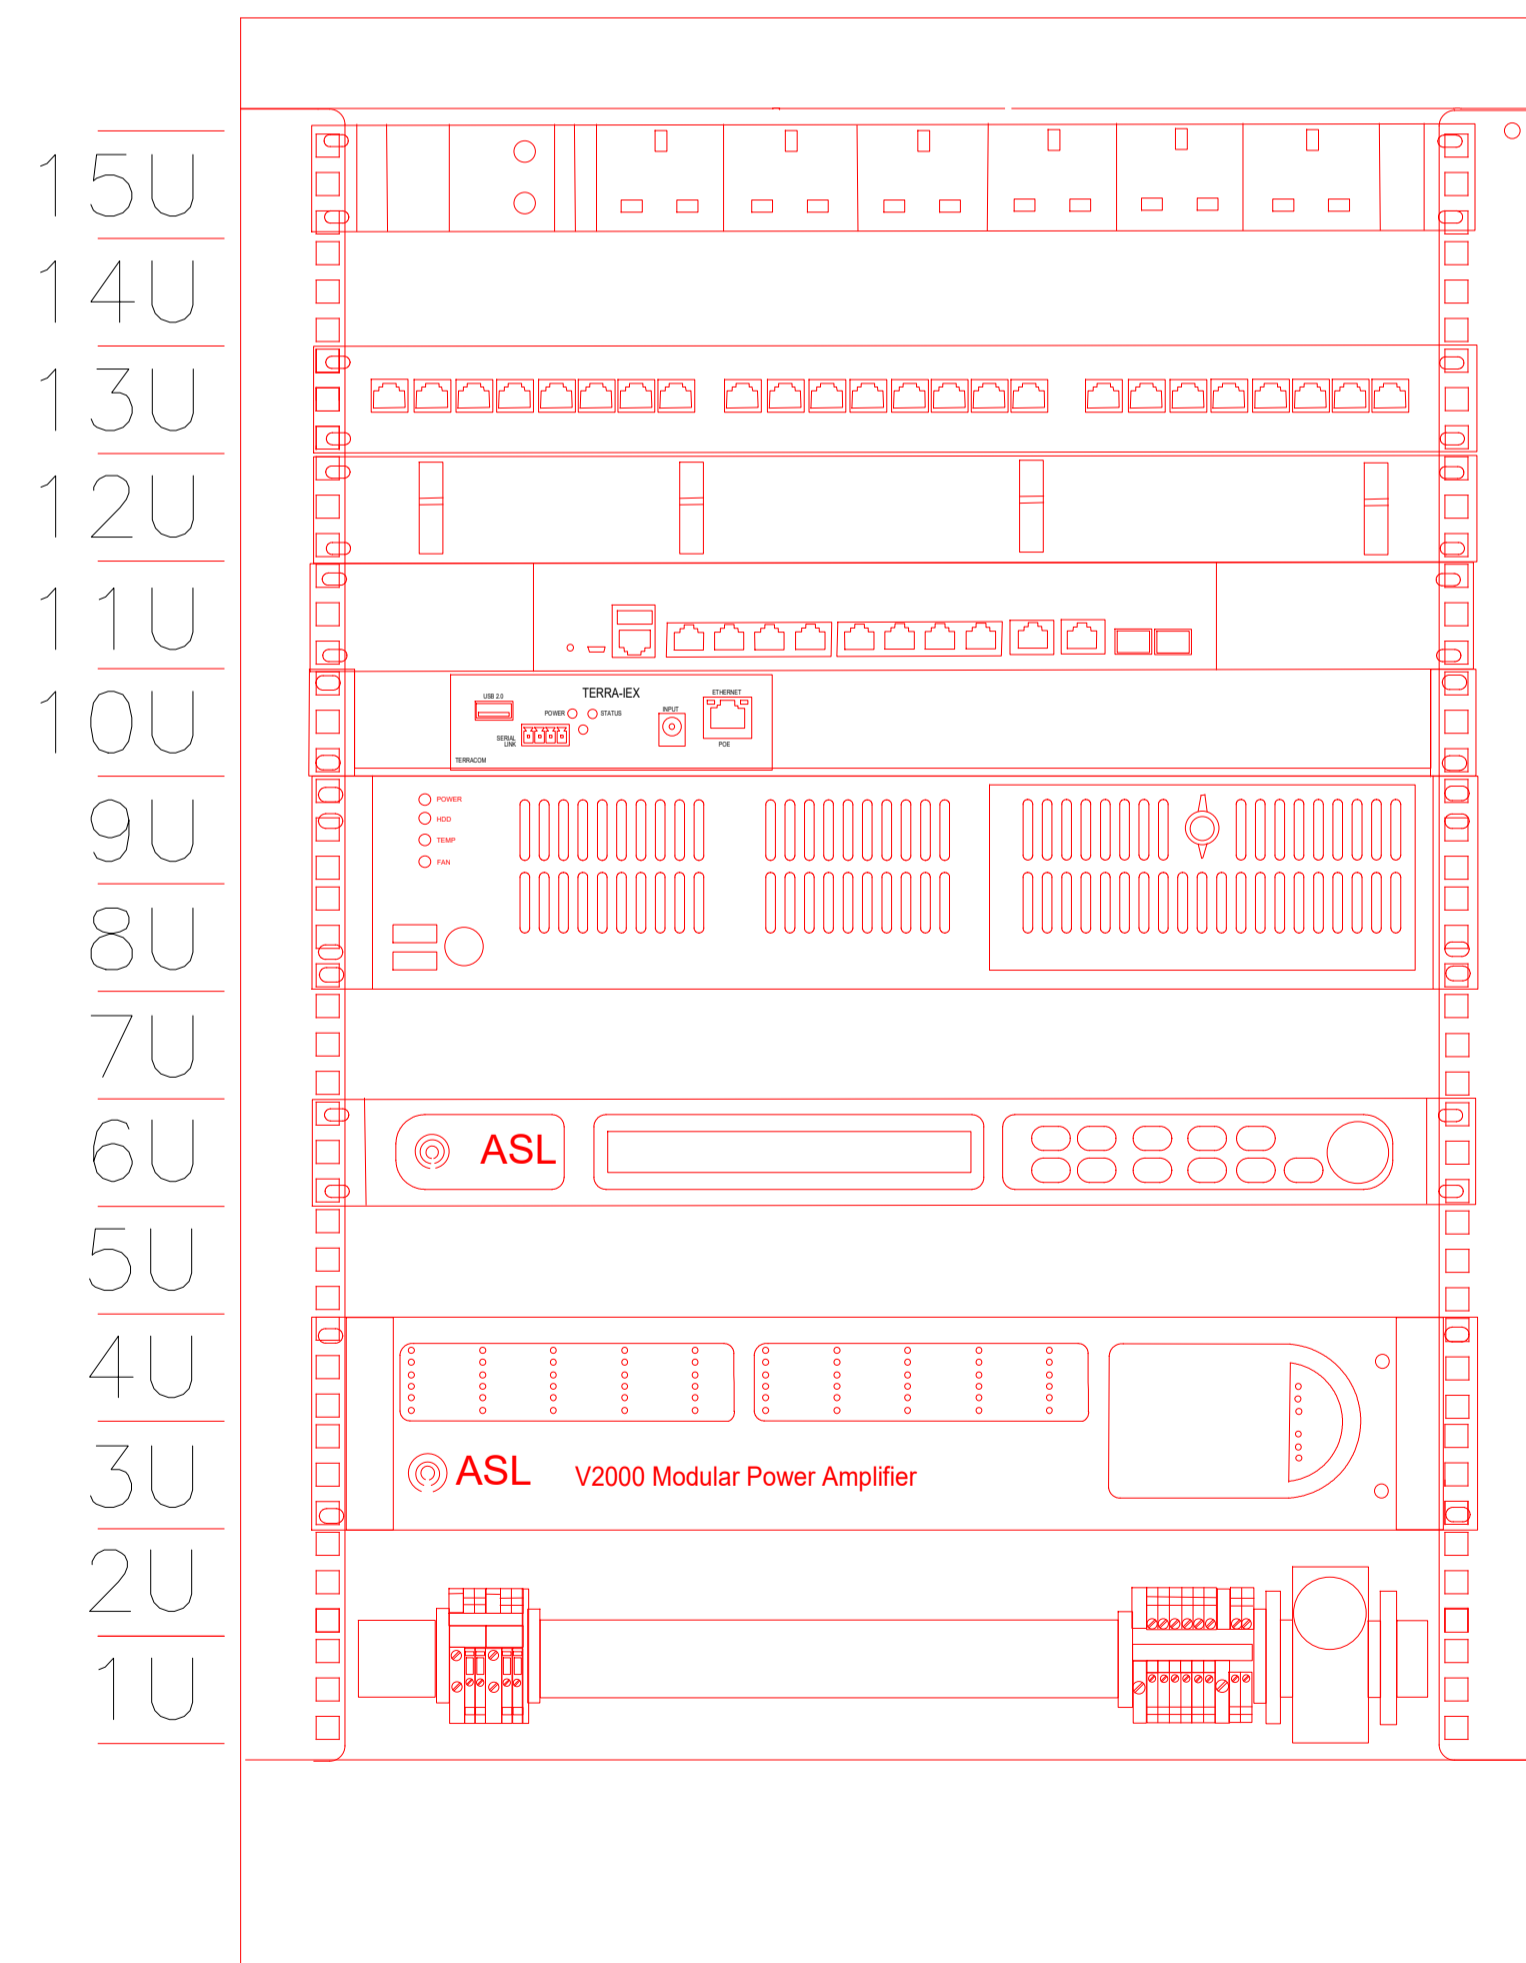 15U
14U
13U
12U
11U
10U
USB 2.0
TERRA-IEX
ETHERNET
POWER
STATUS
INPUT
SERIAL
LINK
POE
TERRACOM
9U
POWER
HDD
TEMP
FAN
8U
7U
6U
ASL
5U
4U
3U
ASL V2000 Modular Power Amplifier
2U
1U